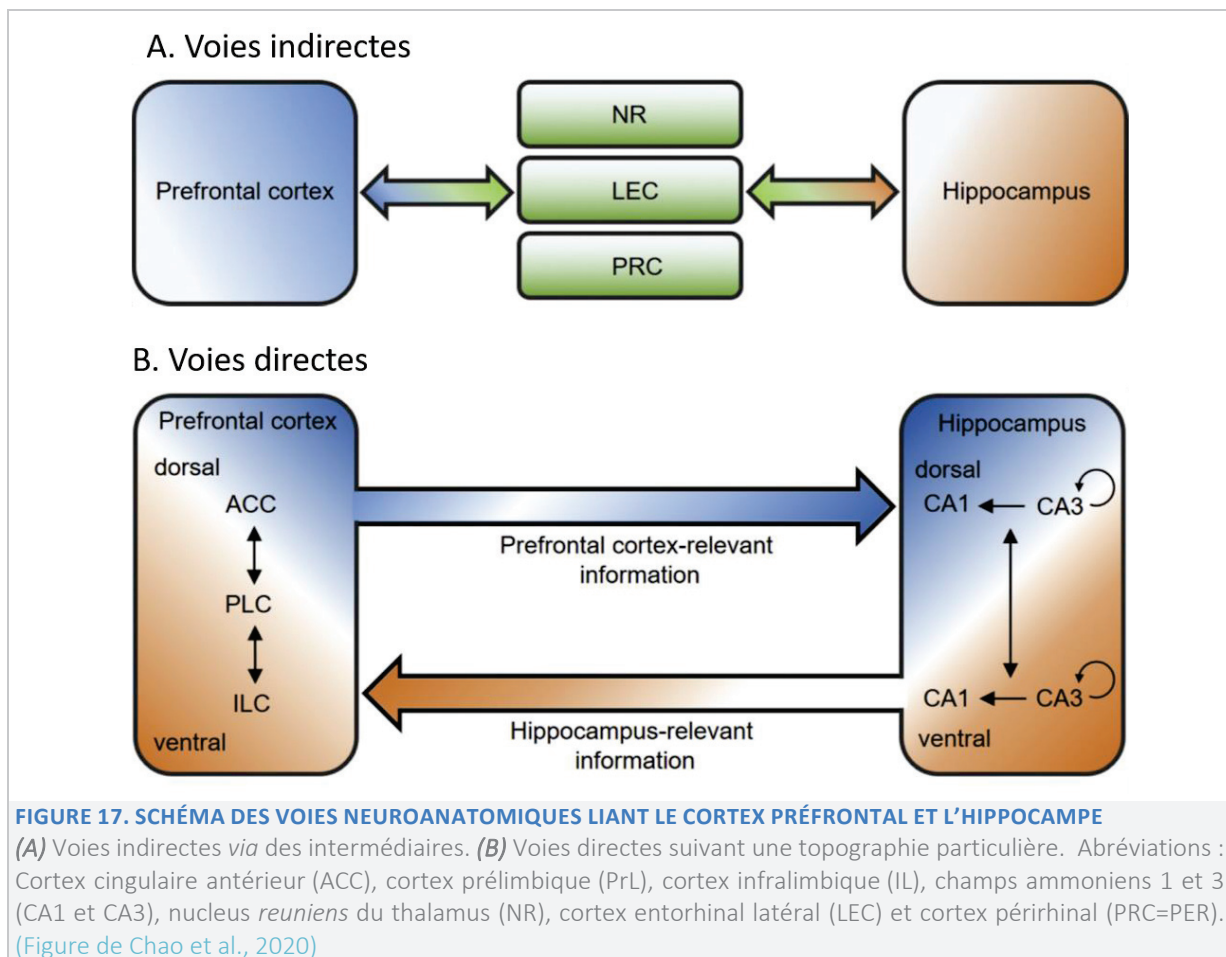 A. Voies indirectes
Prefrontal cortex
NR
LEC
PRC
Hippocampus
B. Voies directes
Prefrontal cortex
dorsal
ACC
PLC
ILC
ventral
Prefrontal cortex-relevant
information
Hippocampus-relevant
information
Hippocampus
dorsal
CA1
CA3
CA1
CA3
ventral
FIGURE 17. SCHÉMA DES VOIES NEUROANATOMIQUES LIANT LE CORTEX PRÉFRONTAL ET L’HIPPOCAMPE
(A) Voies indirectes via des intermédiaires. (B) Voies directes suivant une topographie particulière. Abréviations :
Cortex cingulaire antérieur (ACC), cortex prélimbique (PrL), cortex infralimbique (IL), champs ammoniens 1 et 3
(CA1 et CA3), nucleus reuniens du thalamus (NR), cortex entorhinal latéral (LEC) et cortex périrhinal (PRC=PER).
(Figure de Chao et al., 2020)